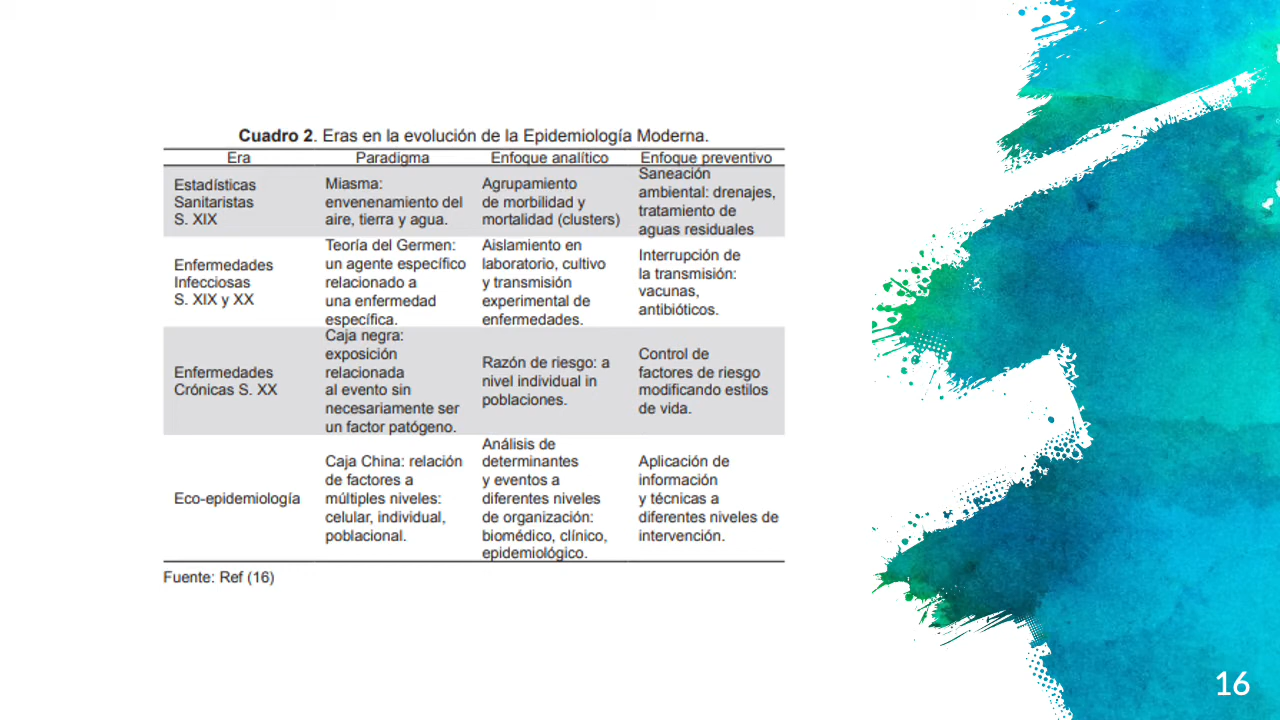 Cuadro 2. Eras en la evolución de la Epidemiología Moderna.
Era Paradigma Enfoque analítico Enfoque preventivo
Estadísticas
Sanitaristas
S. XIX
Miasma:
envenenamiento del
aire, tierra y agua.
Agrupamiento
de morbilidad y
mortalidad (clusters)
Saneación
ambiental: drenajes,
tratamiento de
aguas residuales
Enfermedades
Infecciosas
S. XIX y XX
Teoría del Germen:
un agente específico
relacionado a
una enfermedad
específica.
Aislamiento en
laboratorio, cultivo
y transmisión
experimental de
enfermedades.
Interrupción de
la transmisión:
vacunas,
antibióticos.
Enfermedades
Crónicas S. XX
Caja negra:
exposición
relacionada
al evento sin
necesariamente ser
un factor patógeno.
Razón de riesgo: a
nivel individual in
poblaciones.
Control de
factores de riesgo
modificando estilos
de vida.
Eco-epidemiología
Caja China: relación
de factores a
múltiples niveles:
celular, individual,
poblacional.
Análisis de
determinantes
y eventos a
diferentes niveles
de organización:
biomédico, clínico,
epidemiológico.
Aplicación de
información
y técnicas a
diferentes niveles de
intervención.
Fuente: Ref (16)
16